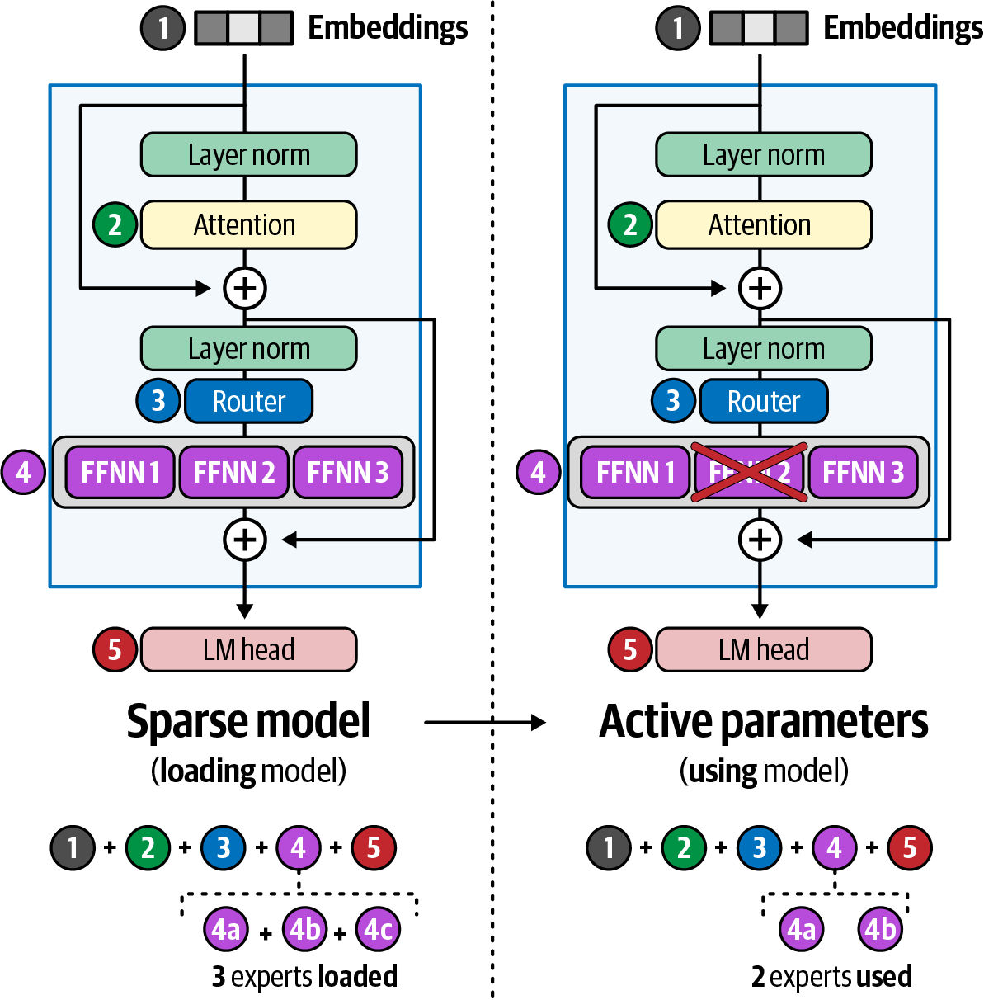 1 Embeddings
Layer norm
2 Attention
+
Layer norm
3 Router
4 FFNN 1 FFNN 2 FFNN 3
+
5 LM head
Sparse model
(loading model)
1 + 2 + 3 + 4 + 5
4a + 4b + 4c
3 experts loaded
1 Embeddings
Layer norm
2 Attention
+
Layer norm
3 Router
4 FFNN 1 FFNN 2 FFNN 3
+
5 LM head
Active parameters
(using model)
1 + 2 + 3 + 4 + 5
4a 4b
2 experts used